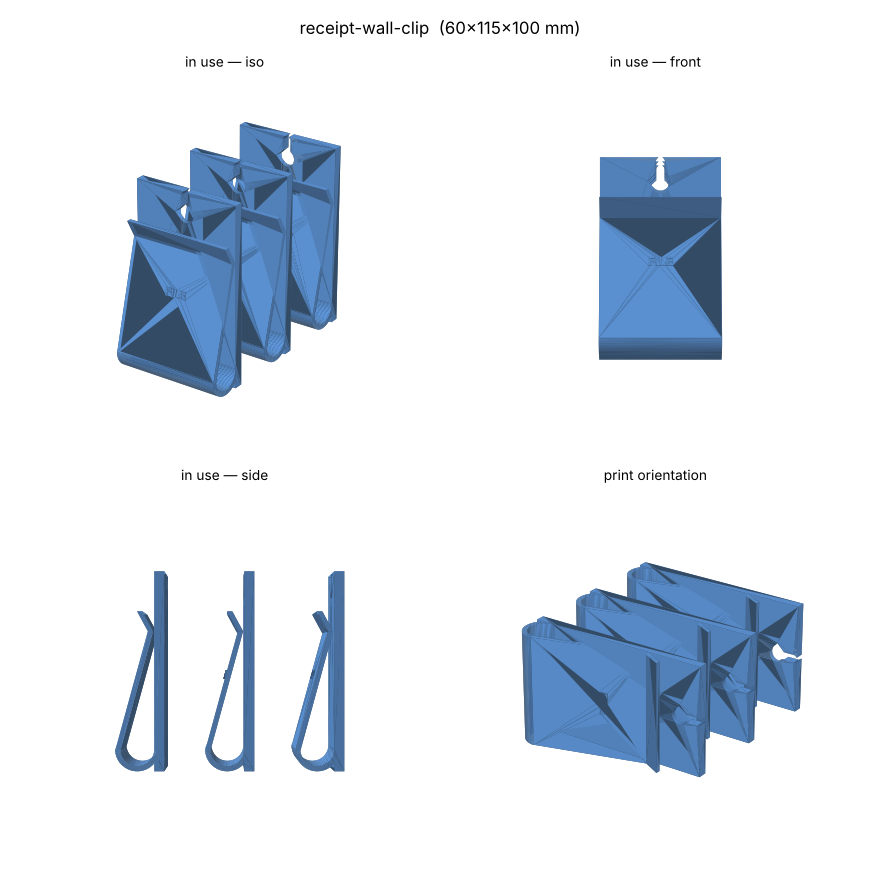 receipt-wall-clip (60×115×100 mm)
in use — iso
in use — front
in use — side
print orientation